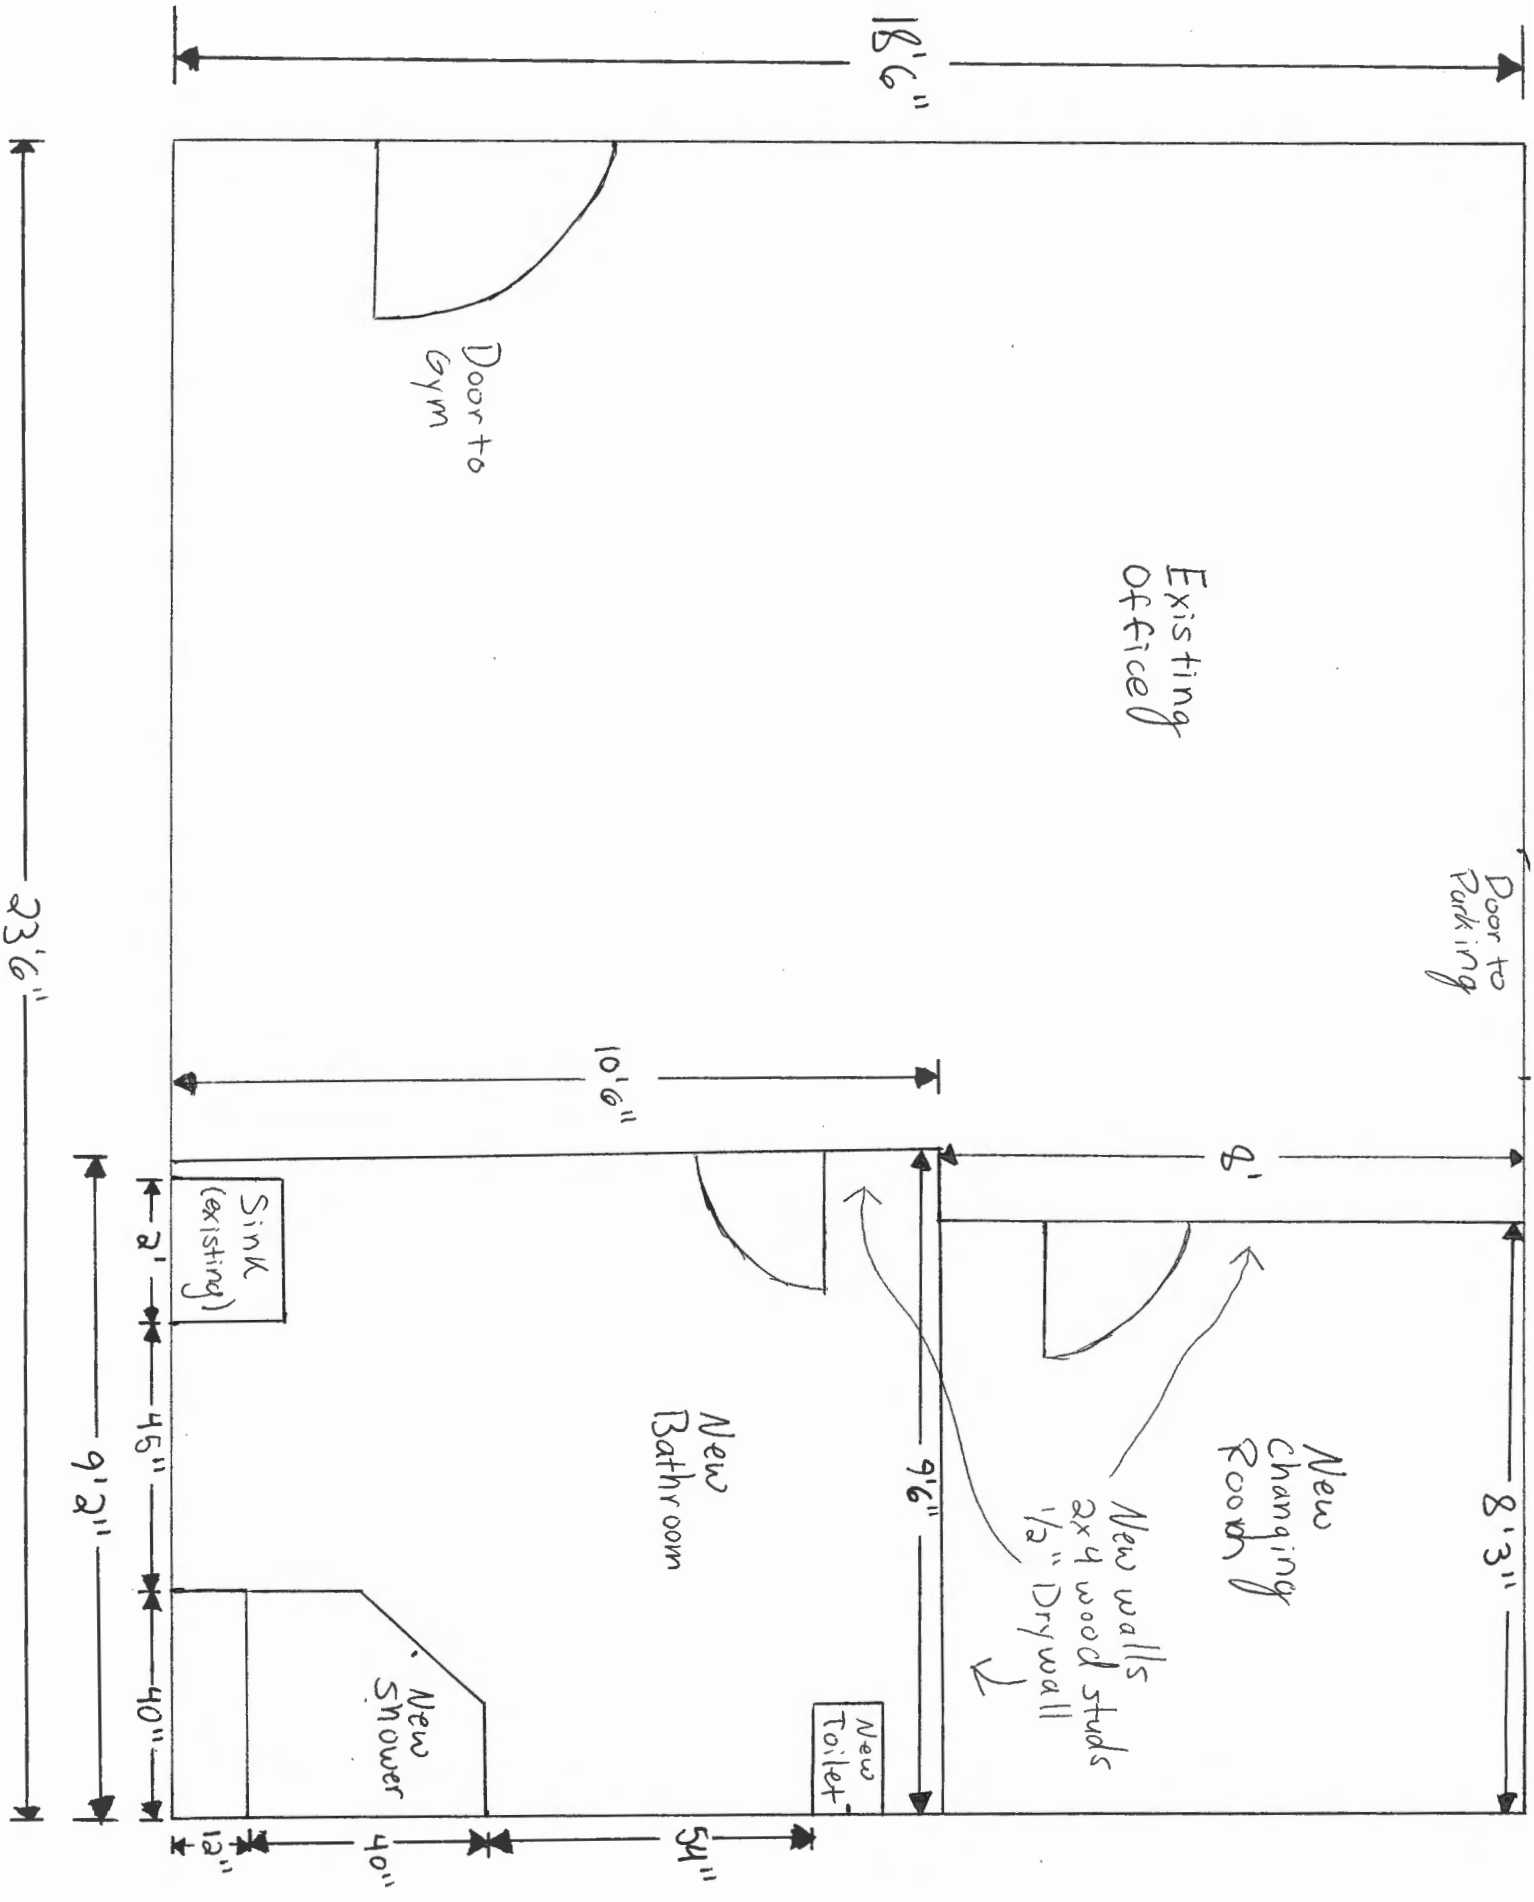 18'6"
23'6"
Door to
Gym
Existing
Office
Door to
Parking
10'6"
8'
Sink
(existing)
2'
45"
40"
9'2"
9'6"
8'3"
New
Bathroom
New
Changing
Room
New walls
2x4 wood studs
1/2" Drywall
New
Shower
New
Toilet
12"
40"
54"